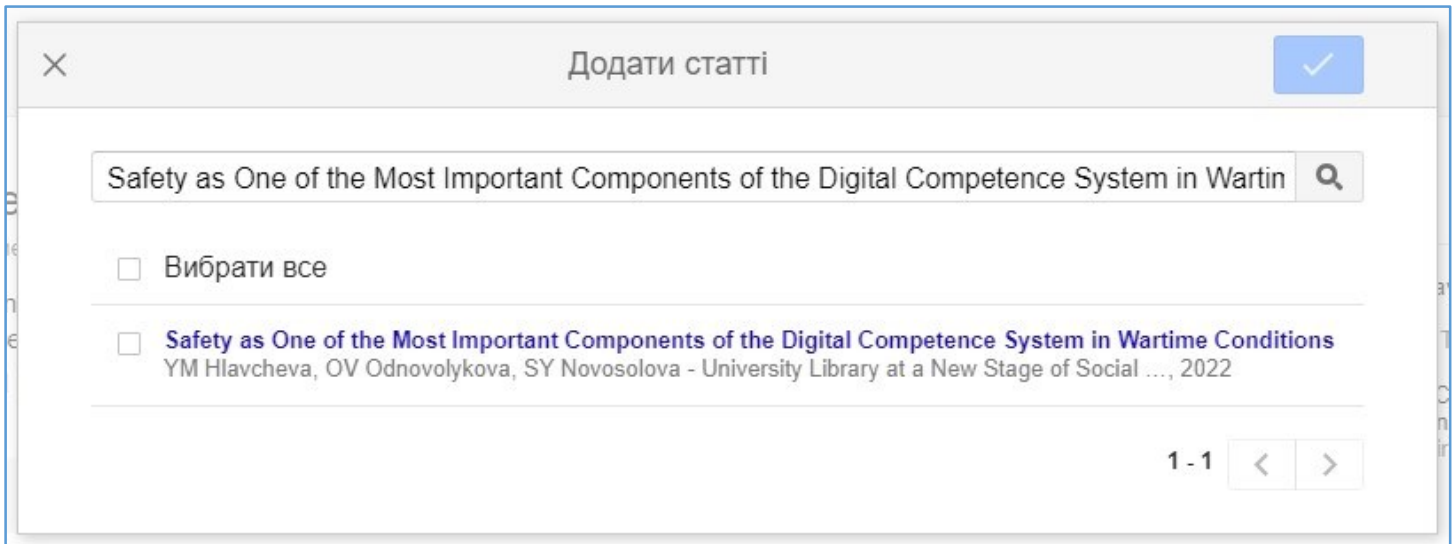 Додати статті
Safety as One of the Most Important Components of the Digital Competence System in Wartin
Вибрати все
Safety as One of the Most Important Components of the Digital Competence System in Wartime Conditions
YM Hlavcheva, OV Odnovolykova, SY Novosolova - University Library at a New Stage of Social ..., 2022
1 - 1